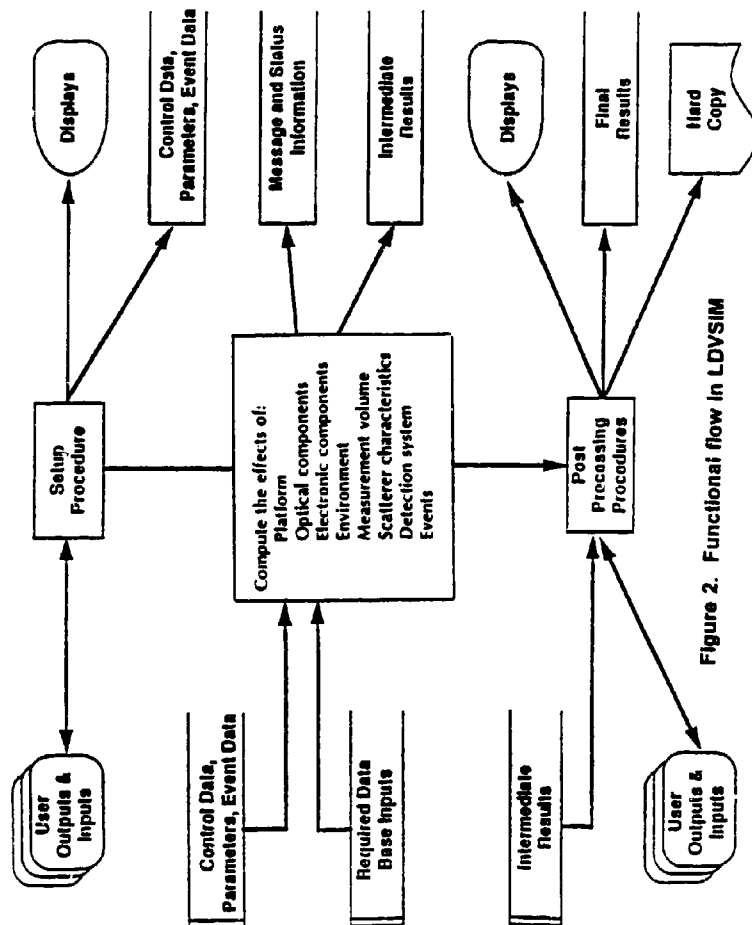 User
Outputs &
Inputs
Setup
Procedure
Displays
Control Data,
Parameters, Event Data
Control Data,
Parameters, Event Data
Required Data
Base Inputs
Compute the effects of:
Platform
Optical components
Electronic components
Environment
Measurement volume
Scatterer characteristics
Detection system
Events
Message and Status
Information
Intermediate
Results
Intermediate
Results
User
Outputs &
Inputs
Post
Processing
Procedures
Displays
Final
Results
Hard
Copy
Figure 2. Functional flow in LDVSIM